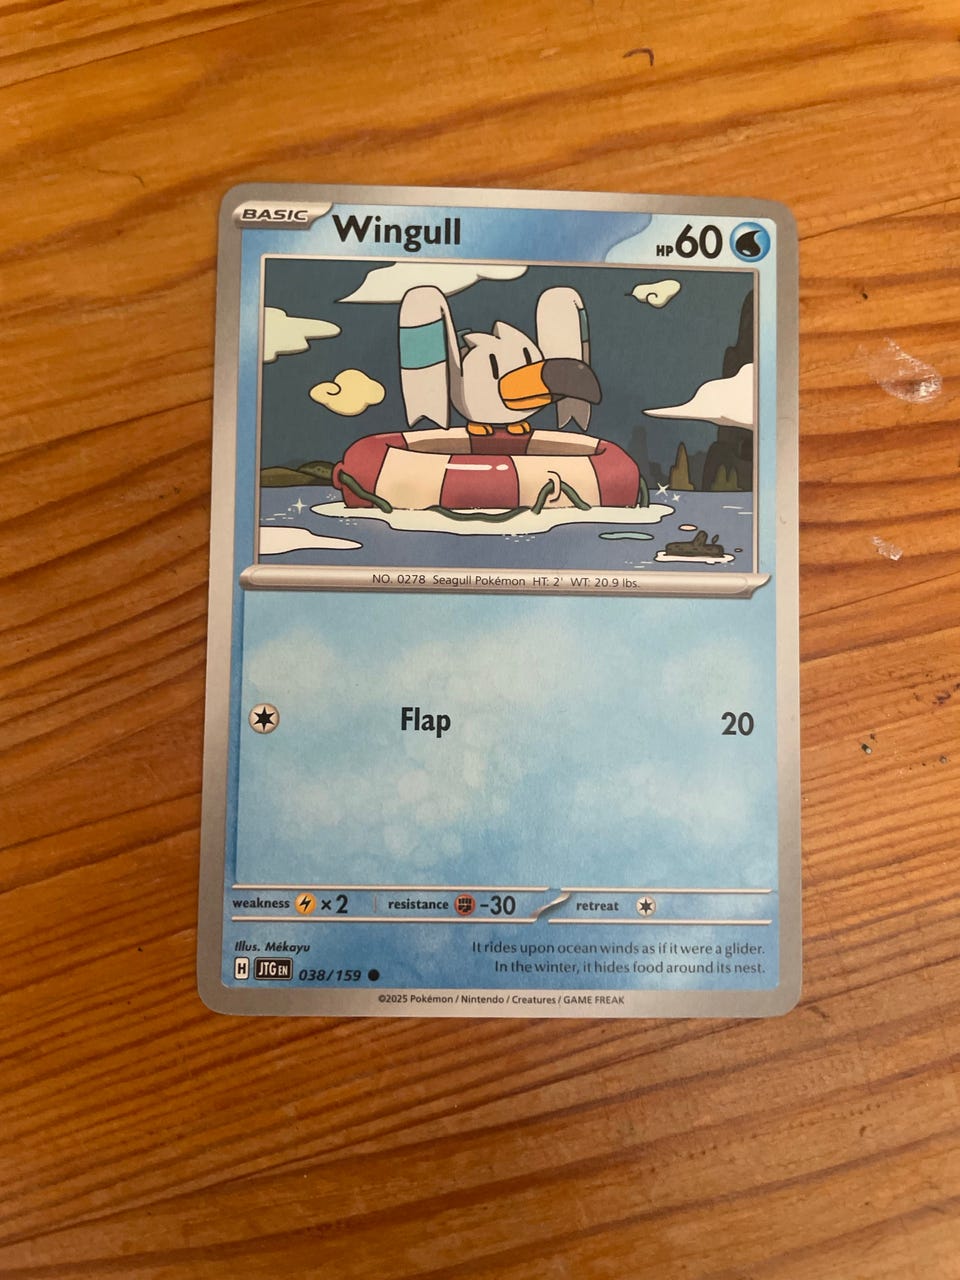 BASIC Wingull HP 60
NO. 0278 Seagull Pokémon HT: 2' WT: 20.9 lbs.
Flap 20
weakness ×2 resistance -30 retreat
Illus. Mékayu
It rides upon ocean winds as if it were a glider.
In the winter, it hides food around its nest.
H JTG EN 038/159
©2025 Pokémon / Nintendo / Creatures / GAME FREAK